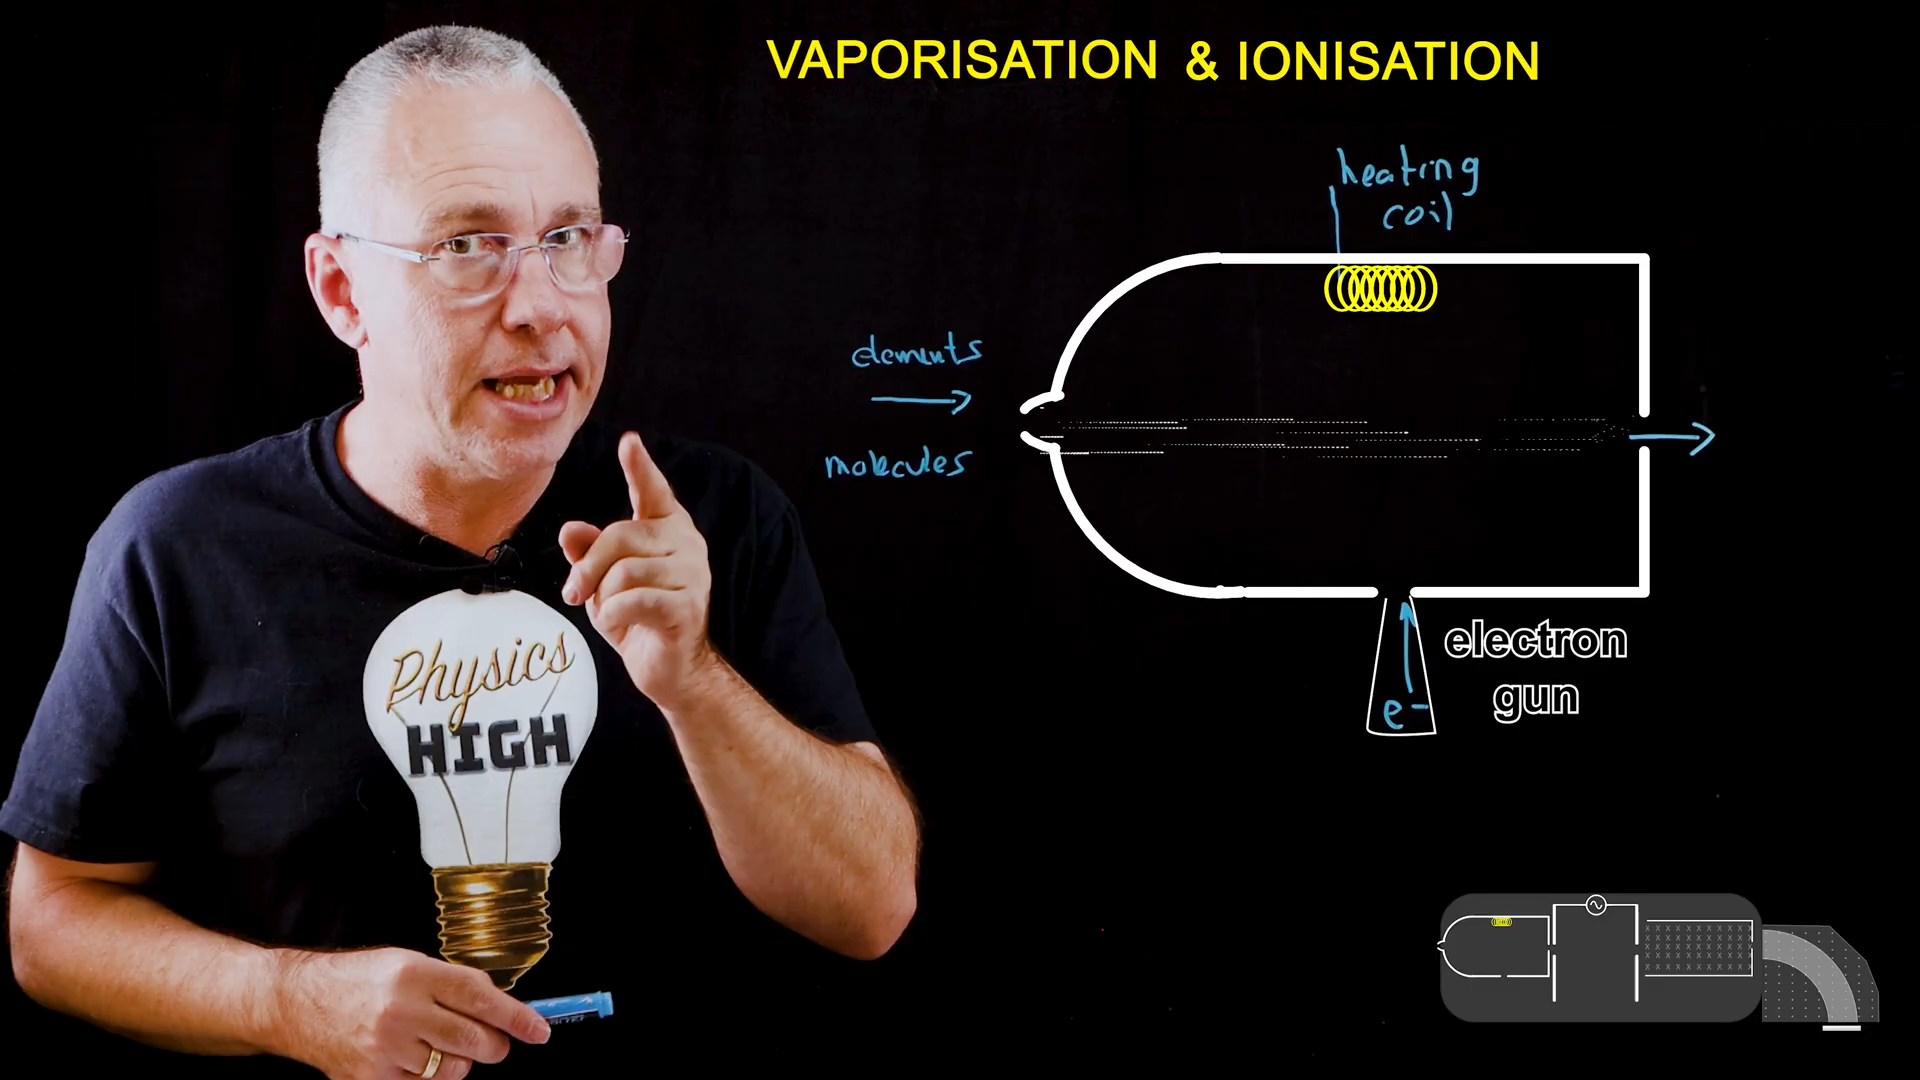 VAPORISATION & IONISATION
heating
coil
elements
molecules
electron
gun
e-
Physics
HIGH